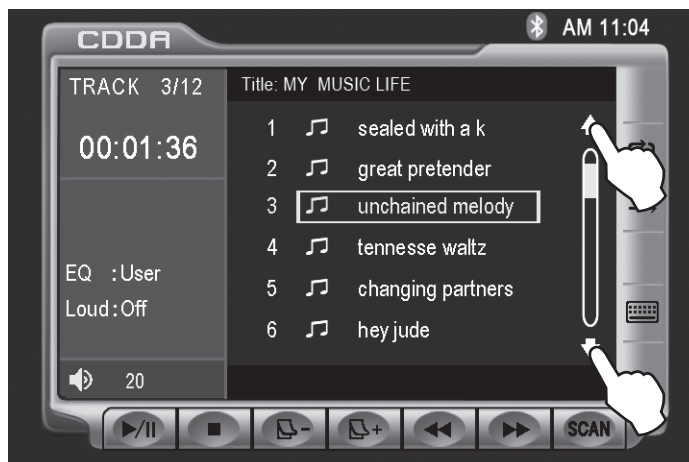 CDDA
AM 11:04
TRACK 3/12
00:01:36
EQ :User
Loud:Off
20
Title: MY MUSIC LIFE
1 sealed with a k
2 great pretender
3 unchained melody
4 tennesse waltz
5 changing partners
6 hey jude
- + SCAN